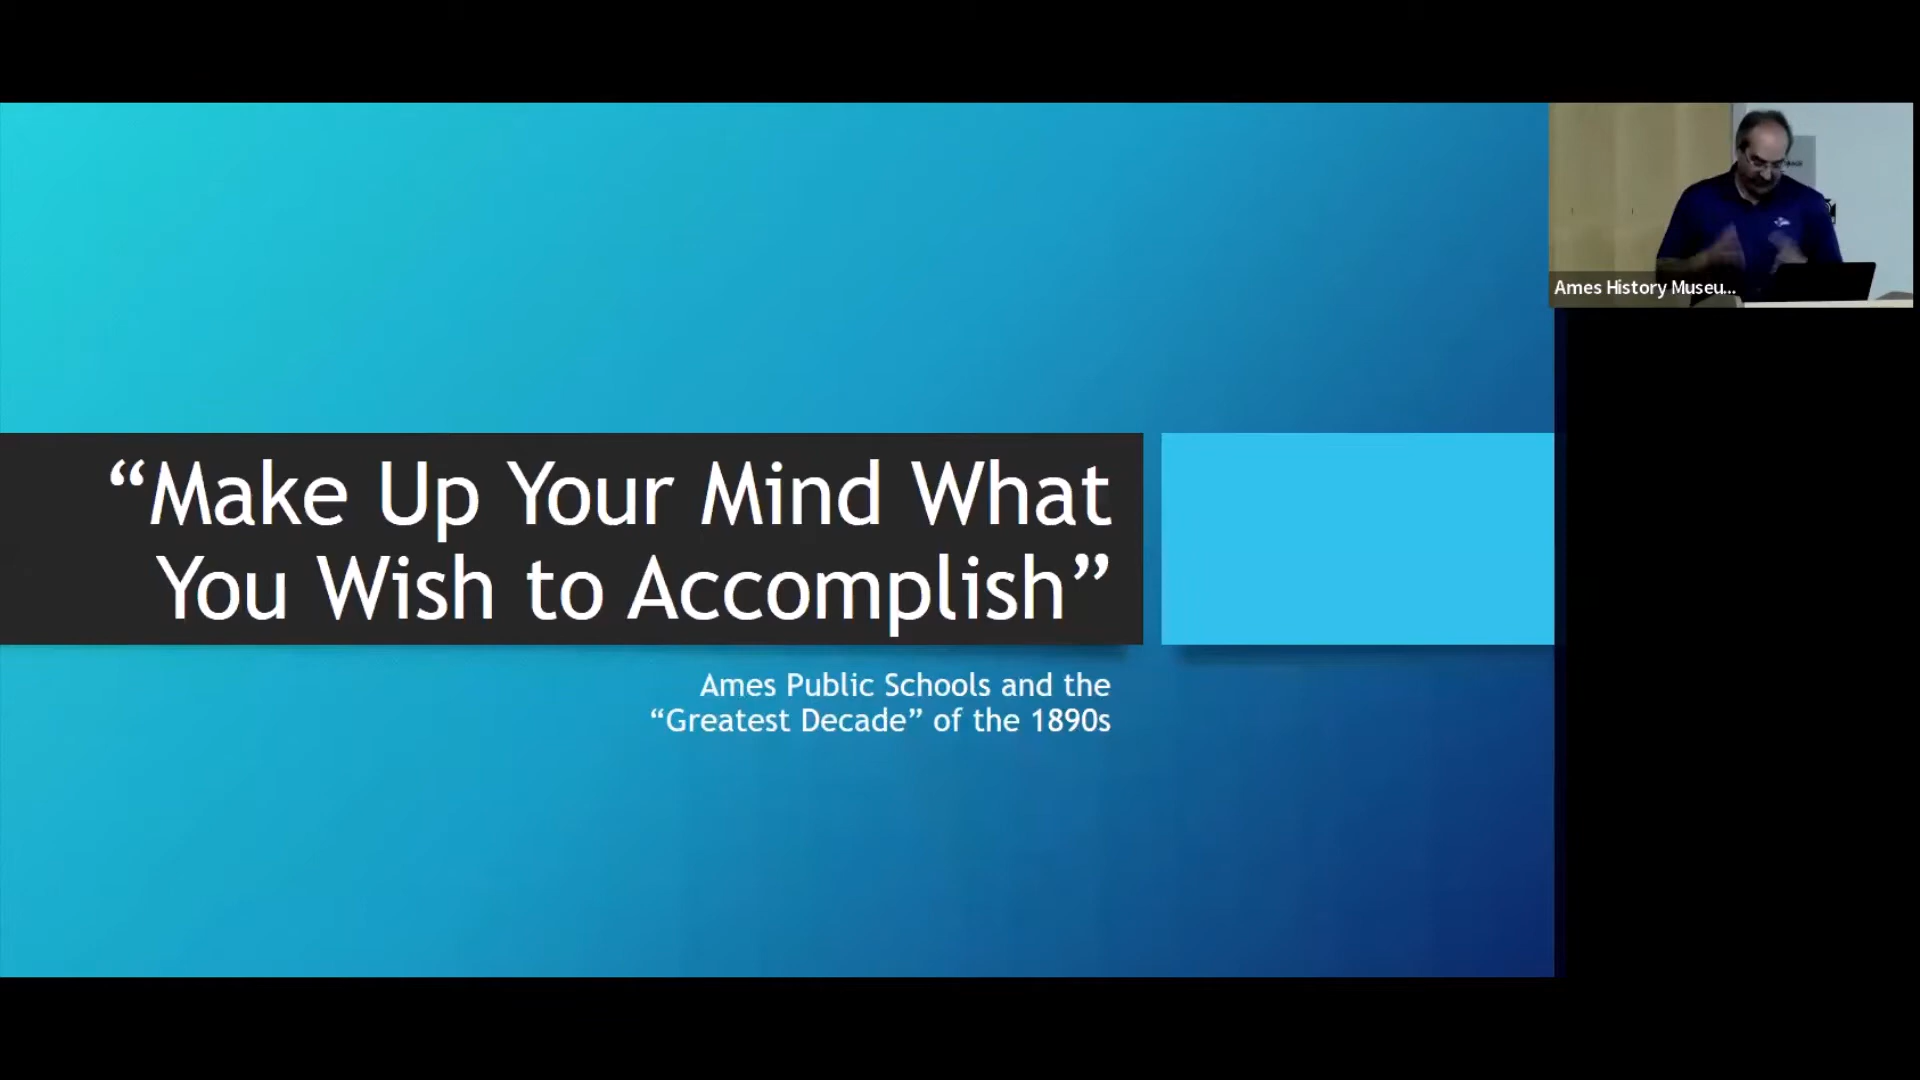 “Make Up Your Mind What
You Wish to Accomplish”
Ames Public Schools and the
“Greatest Decade” of the 1890s
Ames History Museu...